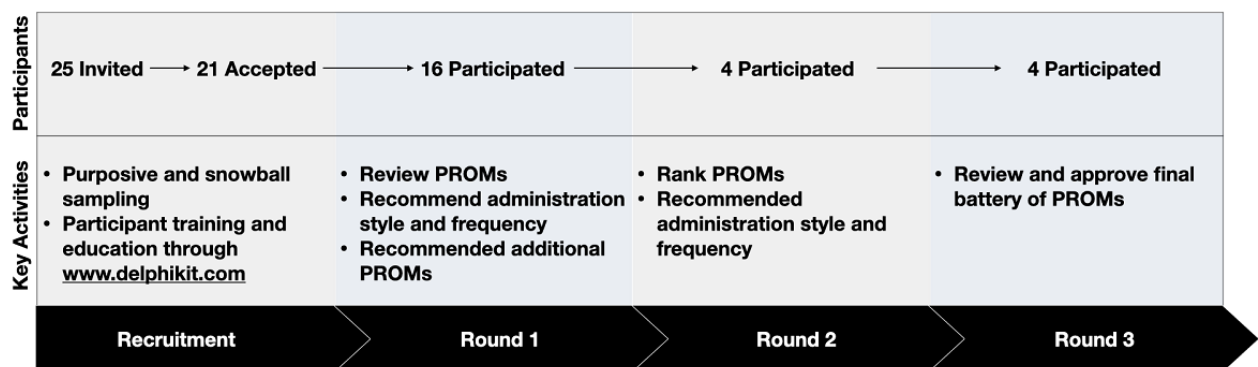 Participants
25 Invited → 21 Accepted → 16 Participated → 4 Participated → 4 Participated
Key Activities
• Purposive and snowball
sampling
• Participant training and
education through
www.delphikit.com
• Review PROMs
• Recommend administration
style and frequency
• Recommended additional
PROMs
• Rank PROMs
• Recommended
administration style and
frequency
• Review and approve final
battery of PROMs
Recruitment
Round 1
Round 2
Round 3